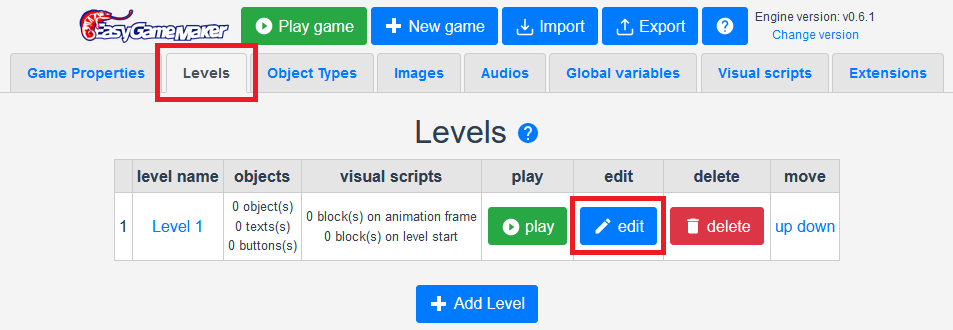 EasyGameMaker
Play game
New game
Import
Export
?
Engine version: v0.6.1
Change version
Game Properties
Levels
Object Types
Images
Audios
Global variables
Visual scripts
Extensions
Levels ?
level name objects visual scripts play edit delete move
1 Level 1
0 object(s)
0 texts(s)
0 buttons(s)
0 block(s) on animation frame
0 block(s) on level start
play
edit
delete
up down
Add Level